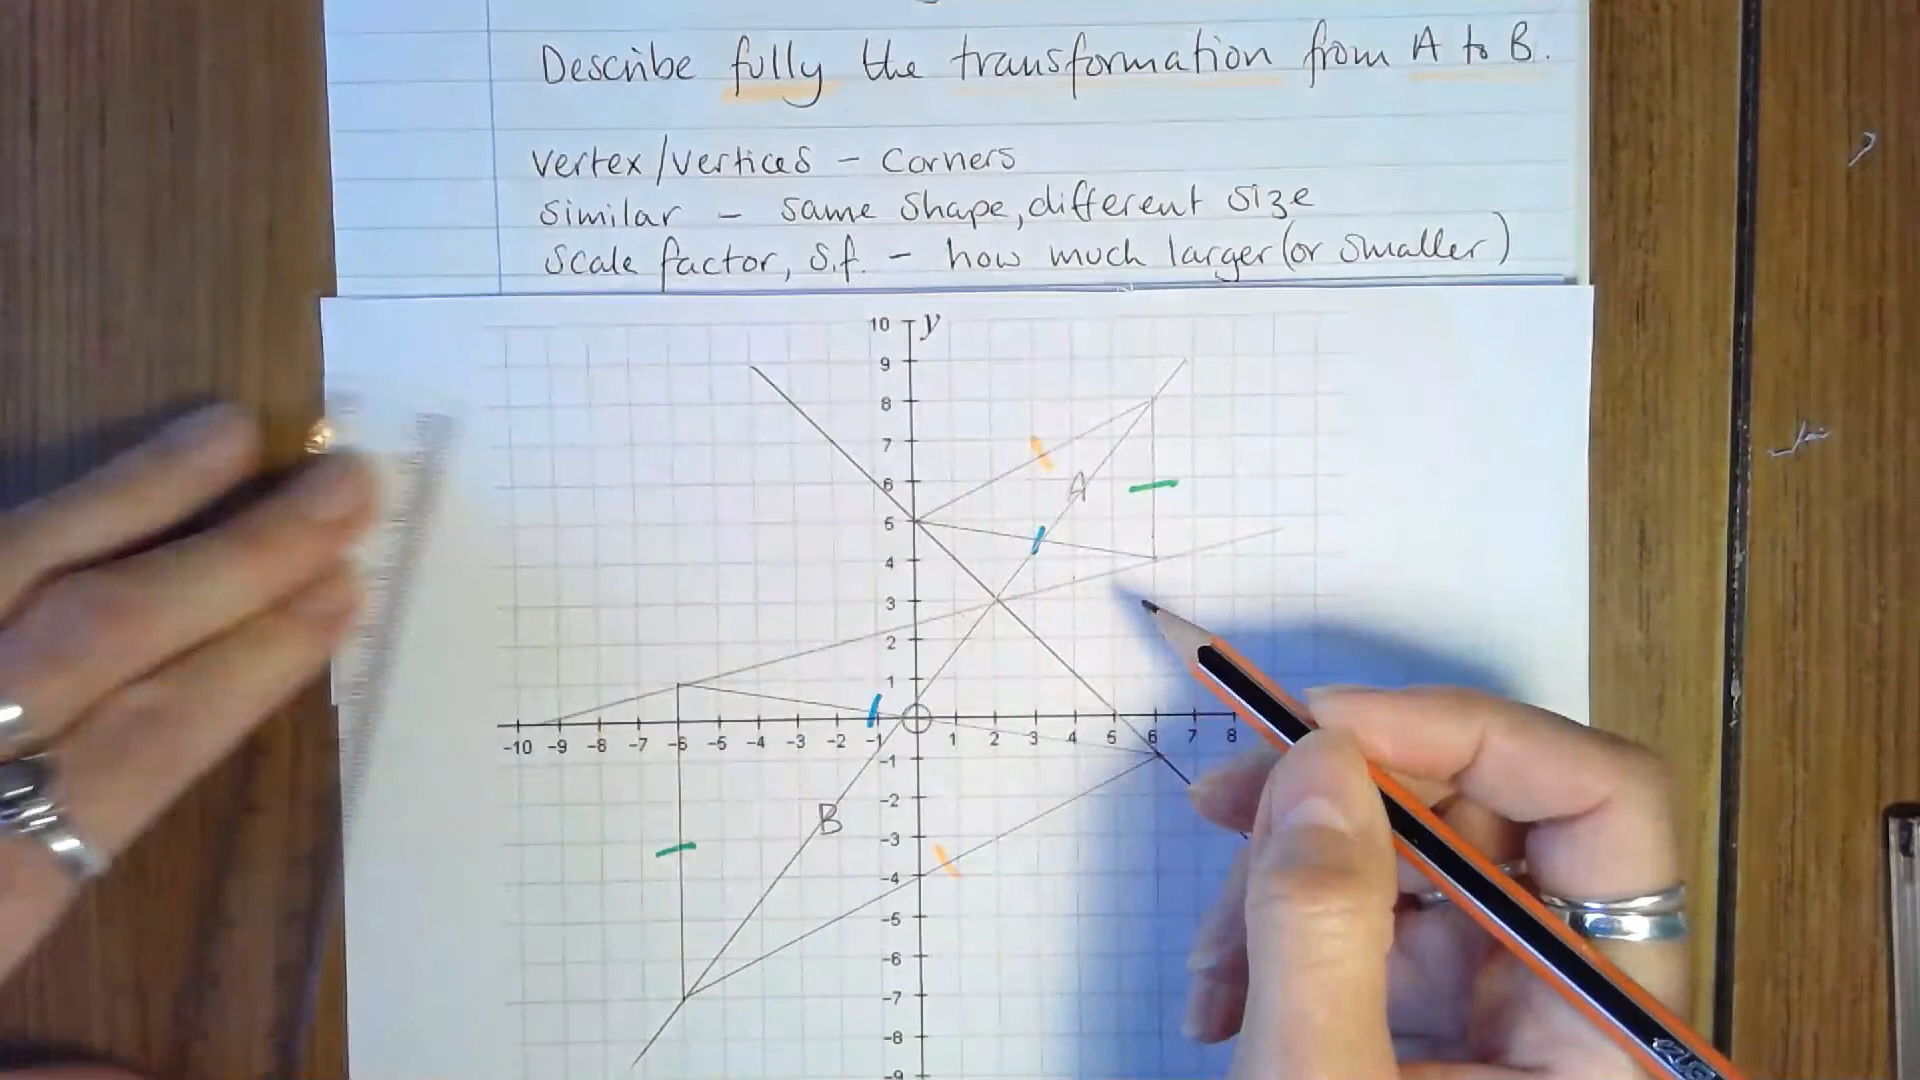 Describe fully the transformation from A to B.
vertex/vertices - corners
similar - same shape, different size
scale factor, s.f. - how much larger (or smaller)
10 y
9
8
7
6
A
5
4
3
2
1
-10 -9 -8 -7 -6 -5 -4 -3 -2 -1 1 2 3 4 5 6 7 8
-1
-2
B
-3
-4
-5
-6
-7
-8
-9